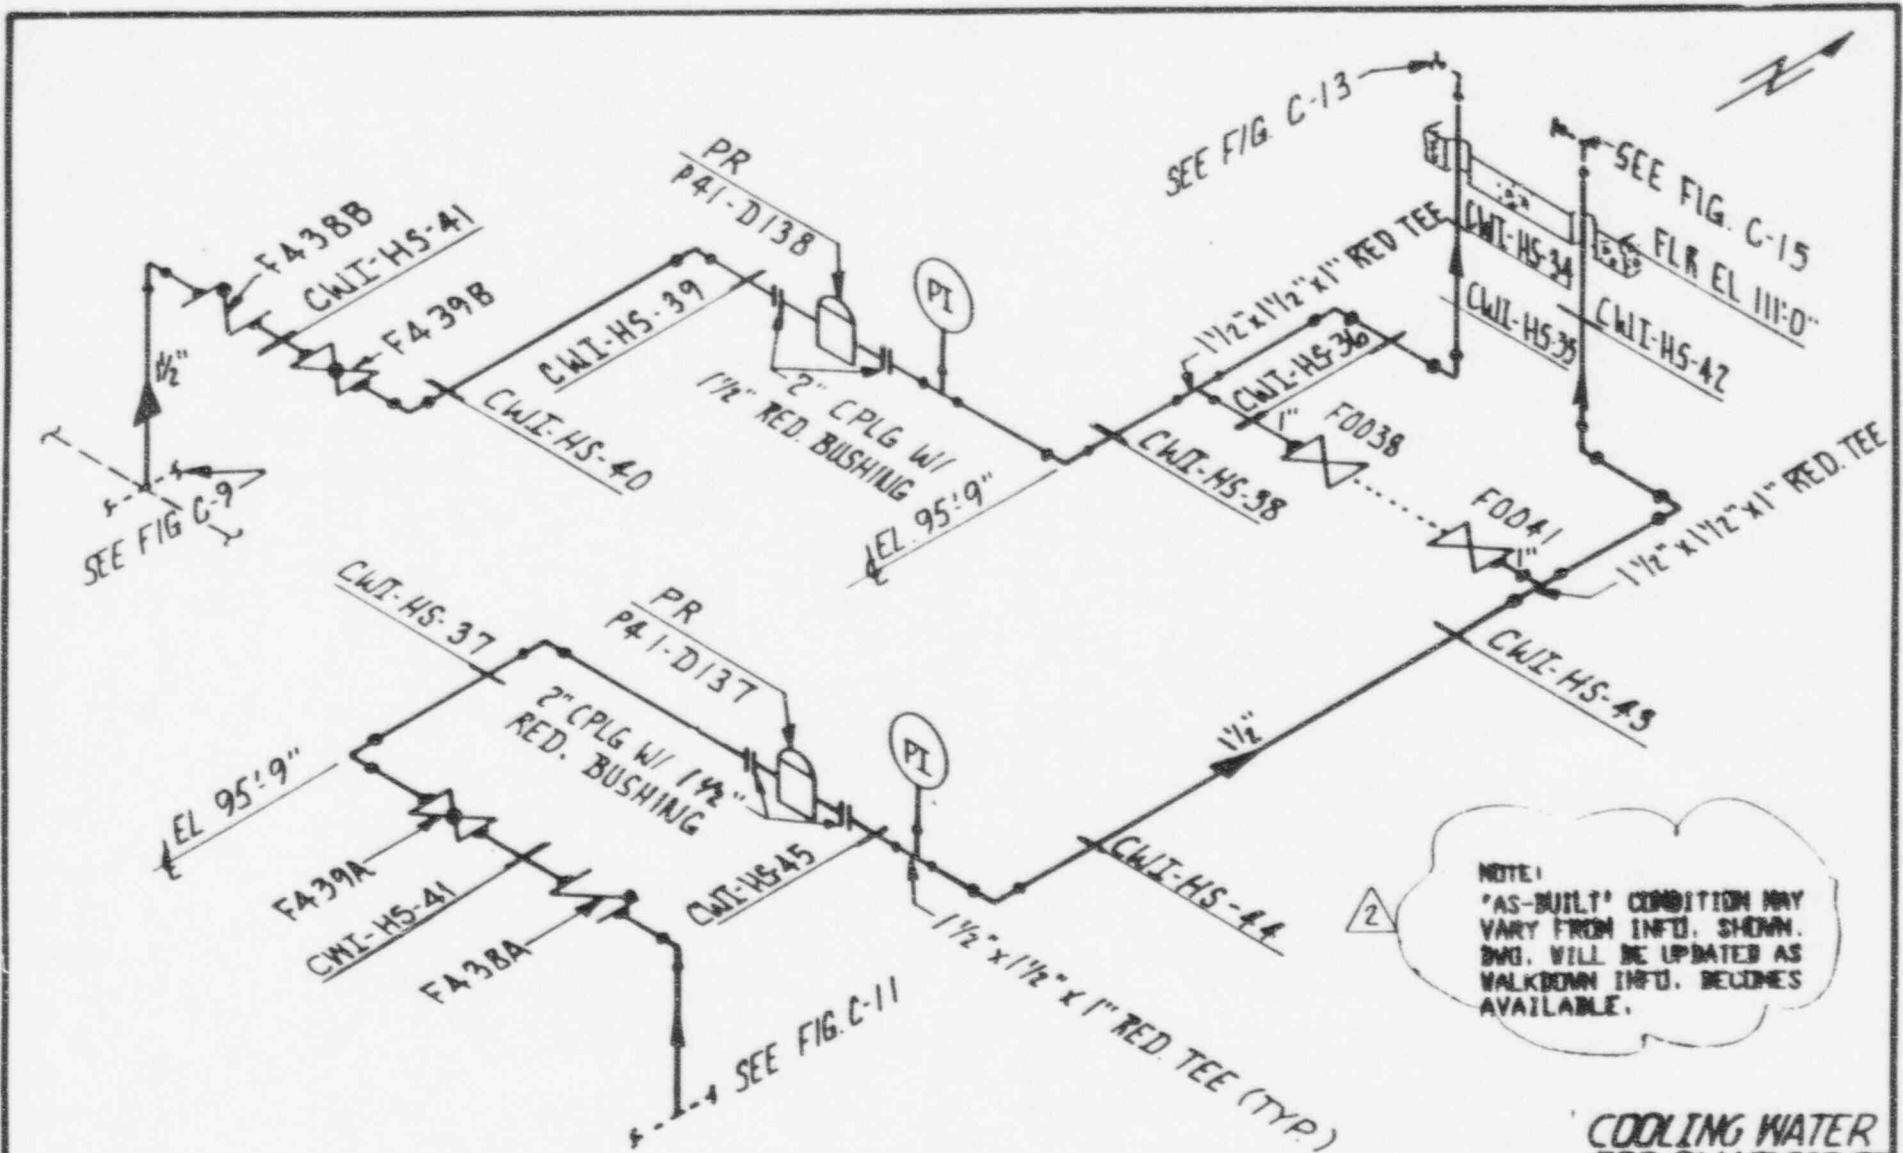 SEE FIG. C-13
SEE FIG. C-15
FLR EL 111'-0"
PR
P41-D138
F438B
CWI-HS-41
F439B
CWI-HS-39
CWI-HS-40
1½"
SEE FIG C-9
PI
2" CPLG W/
1½" RED. BUSHING
1½"x1½"x1" RED TEE
CWI-HS-34
CWI-HS-35
CWI-HS-42
CWI-HS-36
1"
F0038
CWI-HS-38
EL. 95'-9"
F0041
1"
1½"x1½"x1" RED. TEE
CWI-HS-43
CWI-HS-37
PR
P41-D137
2" CPLG W/ 1½"
RED. BUSHING
PI
1½"
EL 95'-9"
F439A
CWI-HS-41
F438A
CWI-HS-45
CWI-HS-44
1½"x1½"x1" RED. TEE (TYP.)
SEE FIG. C-11
2
NOTE:
'AS-BUILT' CONDITION MAY
VARY FROM INFO. SHOWN.
DWG. WILL BE UPDATED AS
WALKDOWN INFO. BECOMES
AVAILABLE.
COOLING WATER